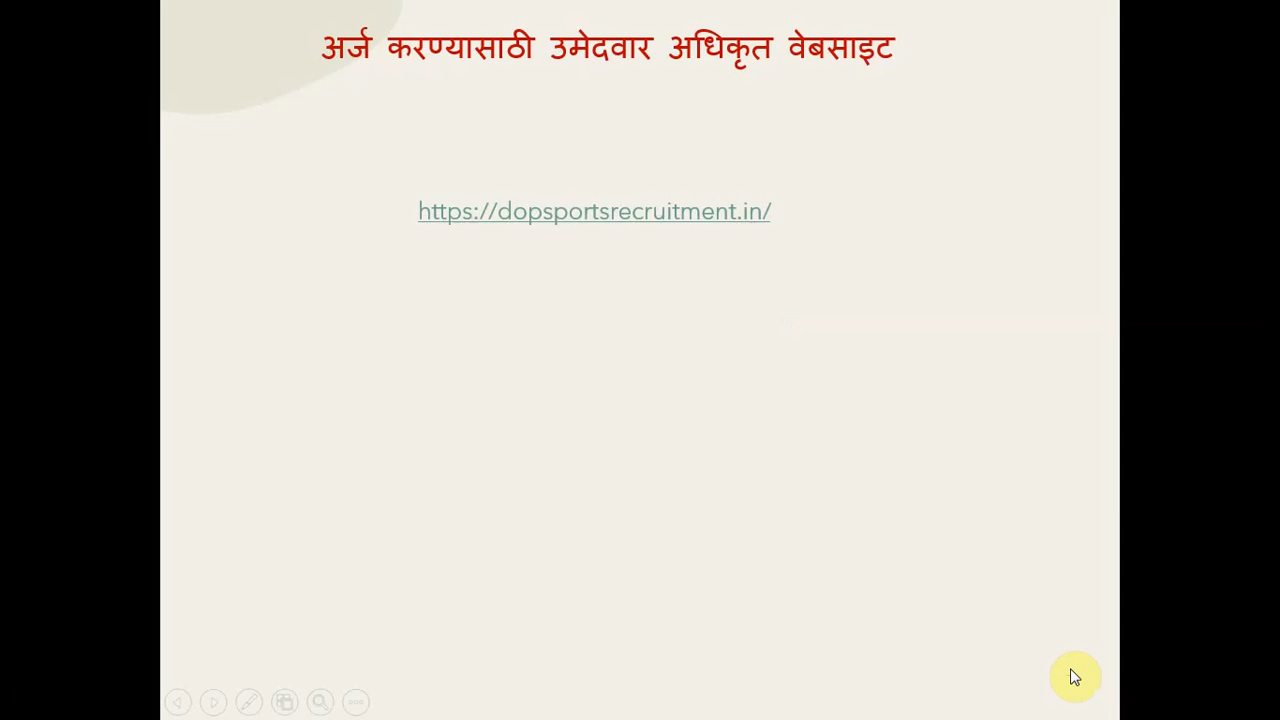 अर्ज करण्यासाठी उमेदवार अधिकृत वेबसाइट
https://dopsportsrecruitment.in/